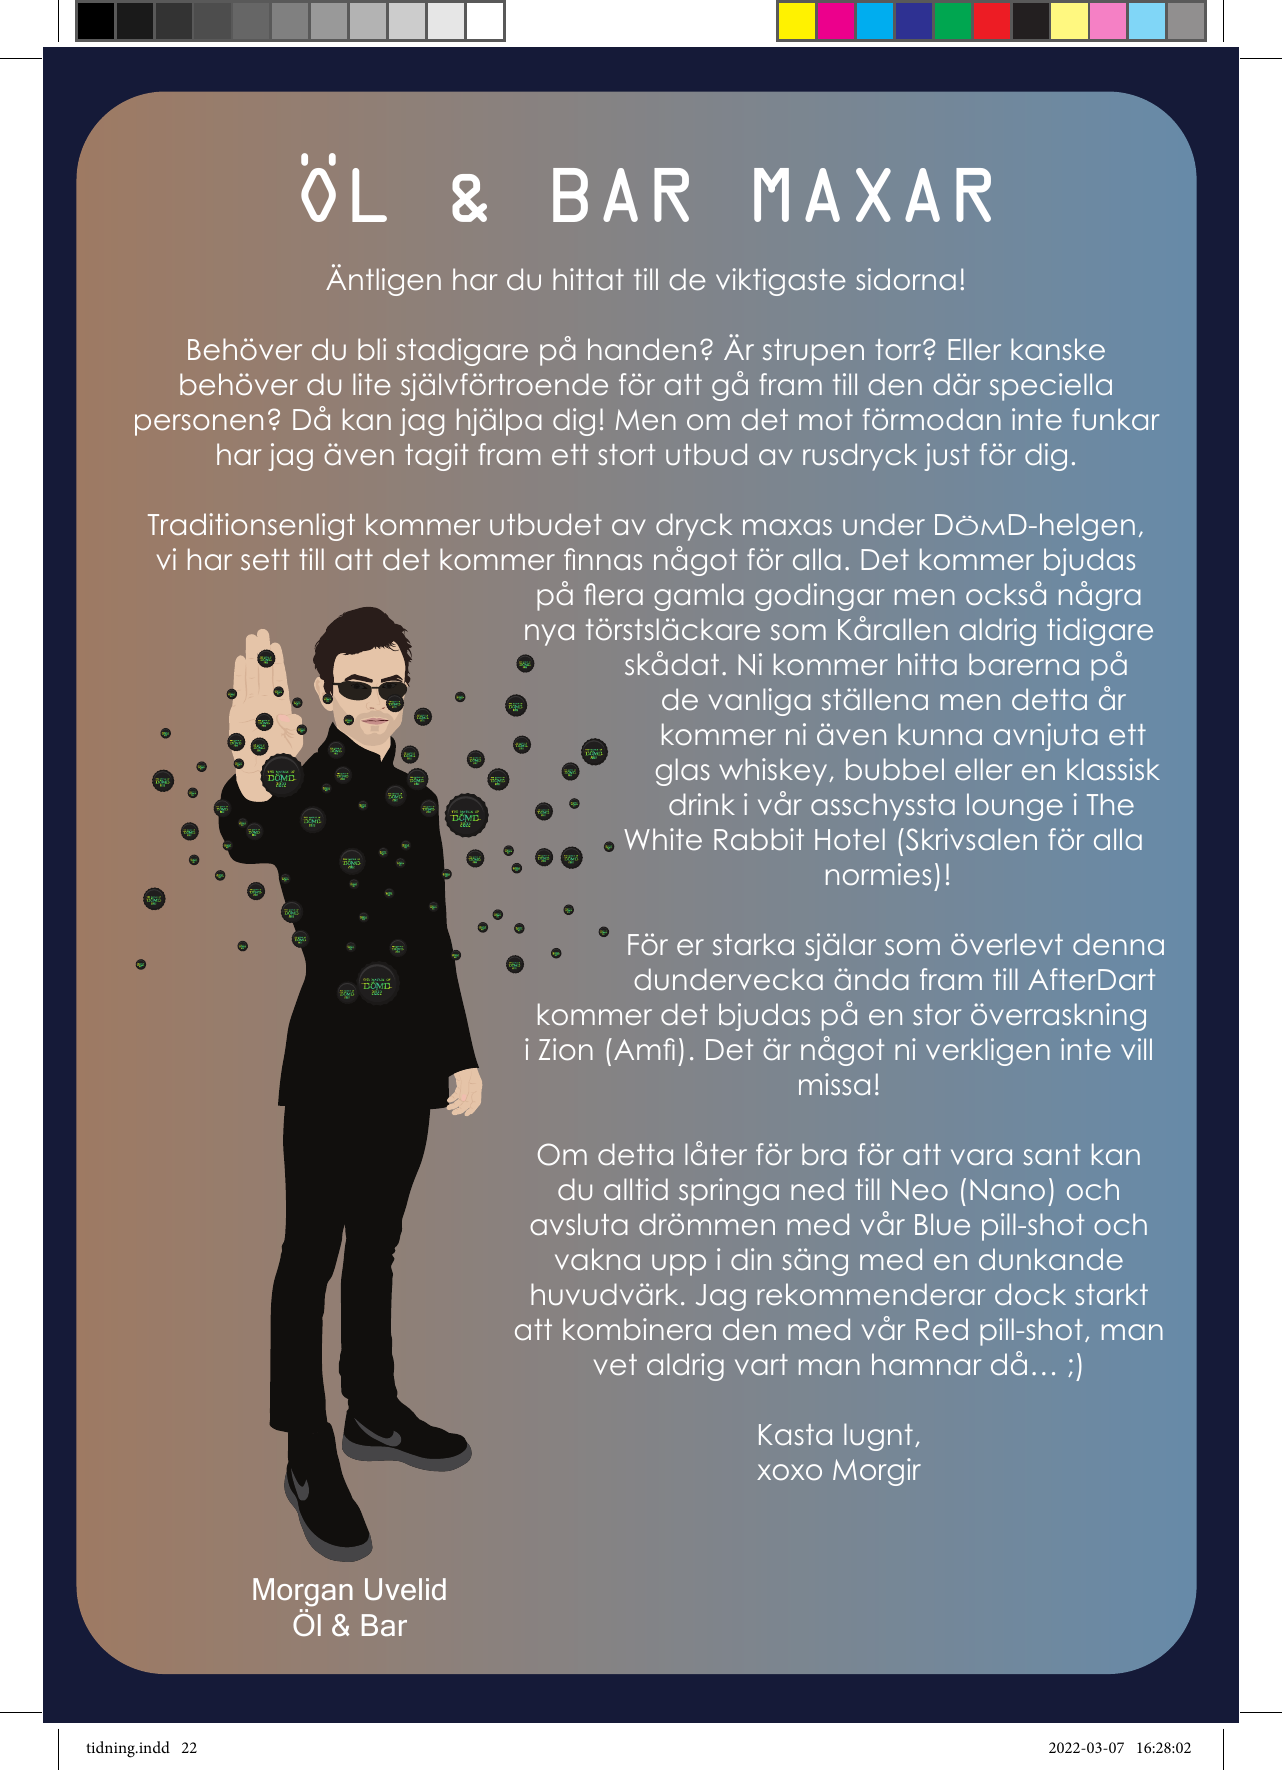 ÖL & BAR MAXAR
Äntligen har du hittat till de viktigaste sidorna!
Behöver du bli stadigare på handen? Är strupen torr? Eller kanske
behöver du lite självförtroende för att gå fram till den där speciella
personen? Då kan jag hjälpa dig! Men om det mot förmodan inte funkar
har jag även tagit fram ett stort utbud av rusdryck just för dig.
Traditionsenligt kommer utbudet av dryck maxas under DÖMD-helgen,
vi har sett till att det kommer finnas något för alla. Det kommer bjudas
på flera gamla godingar men också några
nya törstsläckare som Kårallen aldrig tidigare
skådat. Ni kommer hitta barerna på
de vanliga ställena men detta år
kommer ni även kunna avnjuta ett
glas whiskey, bubbel eller en klassisk
drink i vår asschyssta lounge i The
White Rabbit Hotel (Skrivsalen för alla
normies)!
För er starka själar som överlevt denna
dundervecka ända fram till AfterDart
kommer det bjudas på en stor överraskning
i Zion (Amfi). Det är något ni verkligen inte vill
missa!
Om detta låter för bra för att vara sant kan
du alltid springa ned till Neo (Nano) och
avsluta drömmen med vår Blue pill-shot och
vakna upp i din säng med en dunkande
huvudvärk. Jag rekommenderar dock starkt
att kombinera den med vår Red pill-shot, man
vet aldrig vart man hamnar då… ;)
Kasta lugnt,
xoxo Morgir
Morgan Uvelid
Öl & Bar
DÖMD
2022
DÖMD
2022
DÖMD
2022
tidning.indd 22
2022-03-07 16:28:02